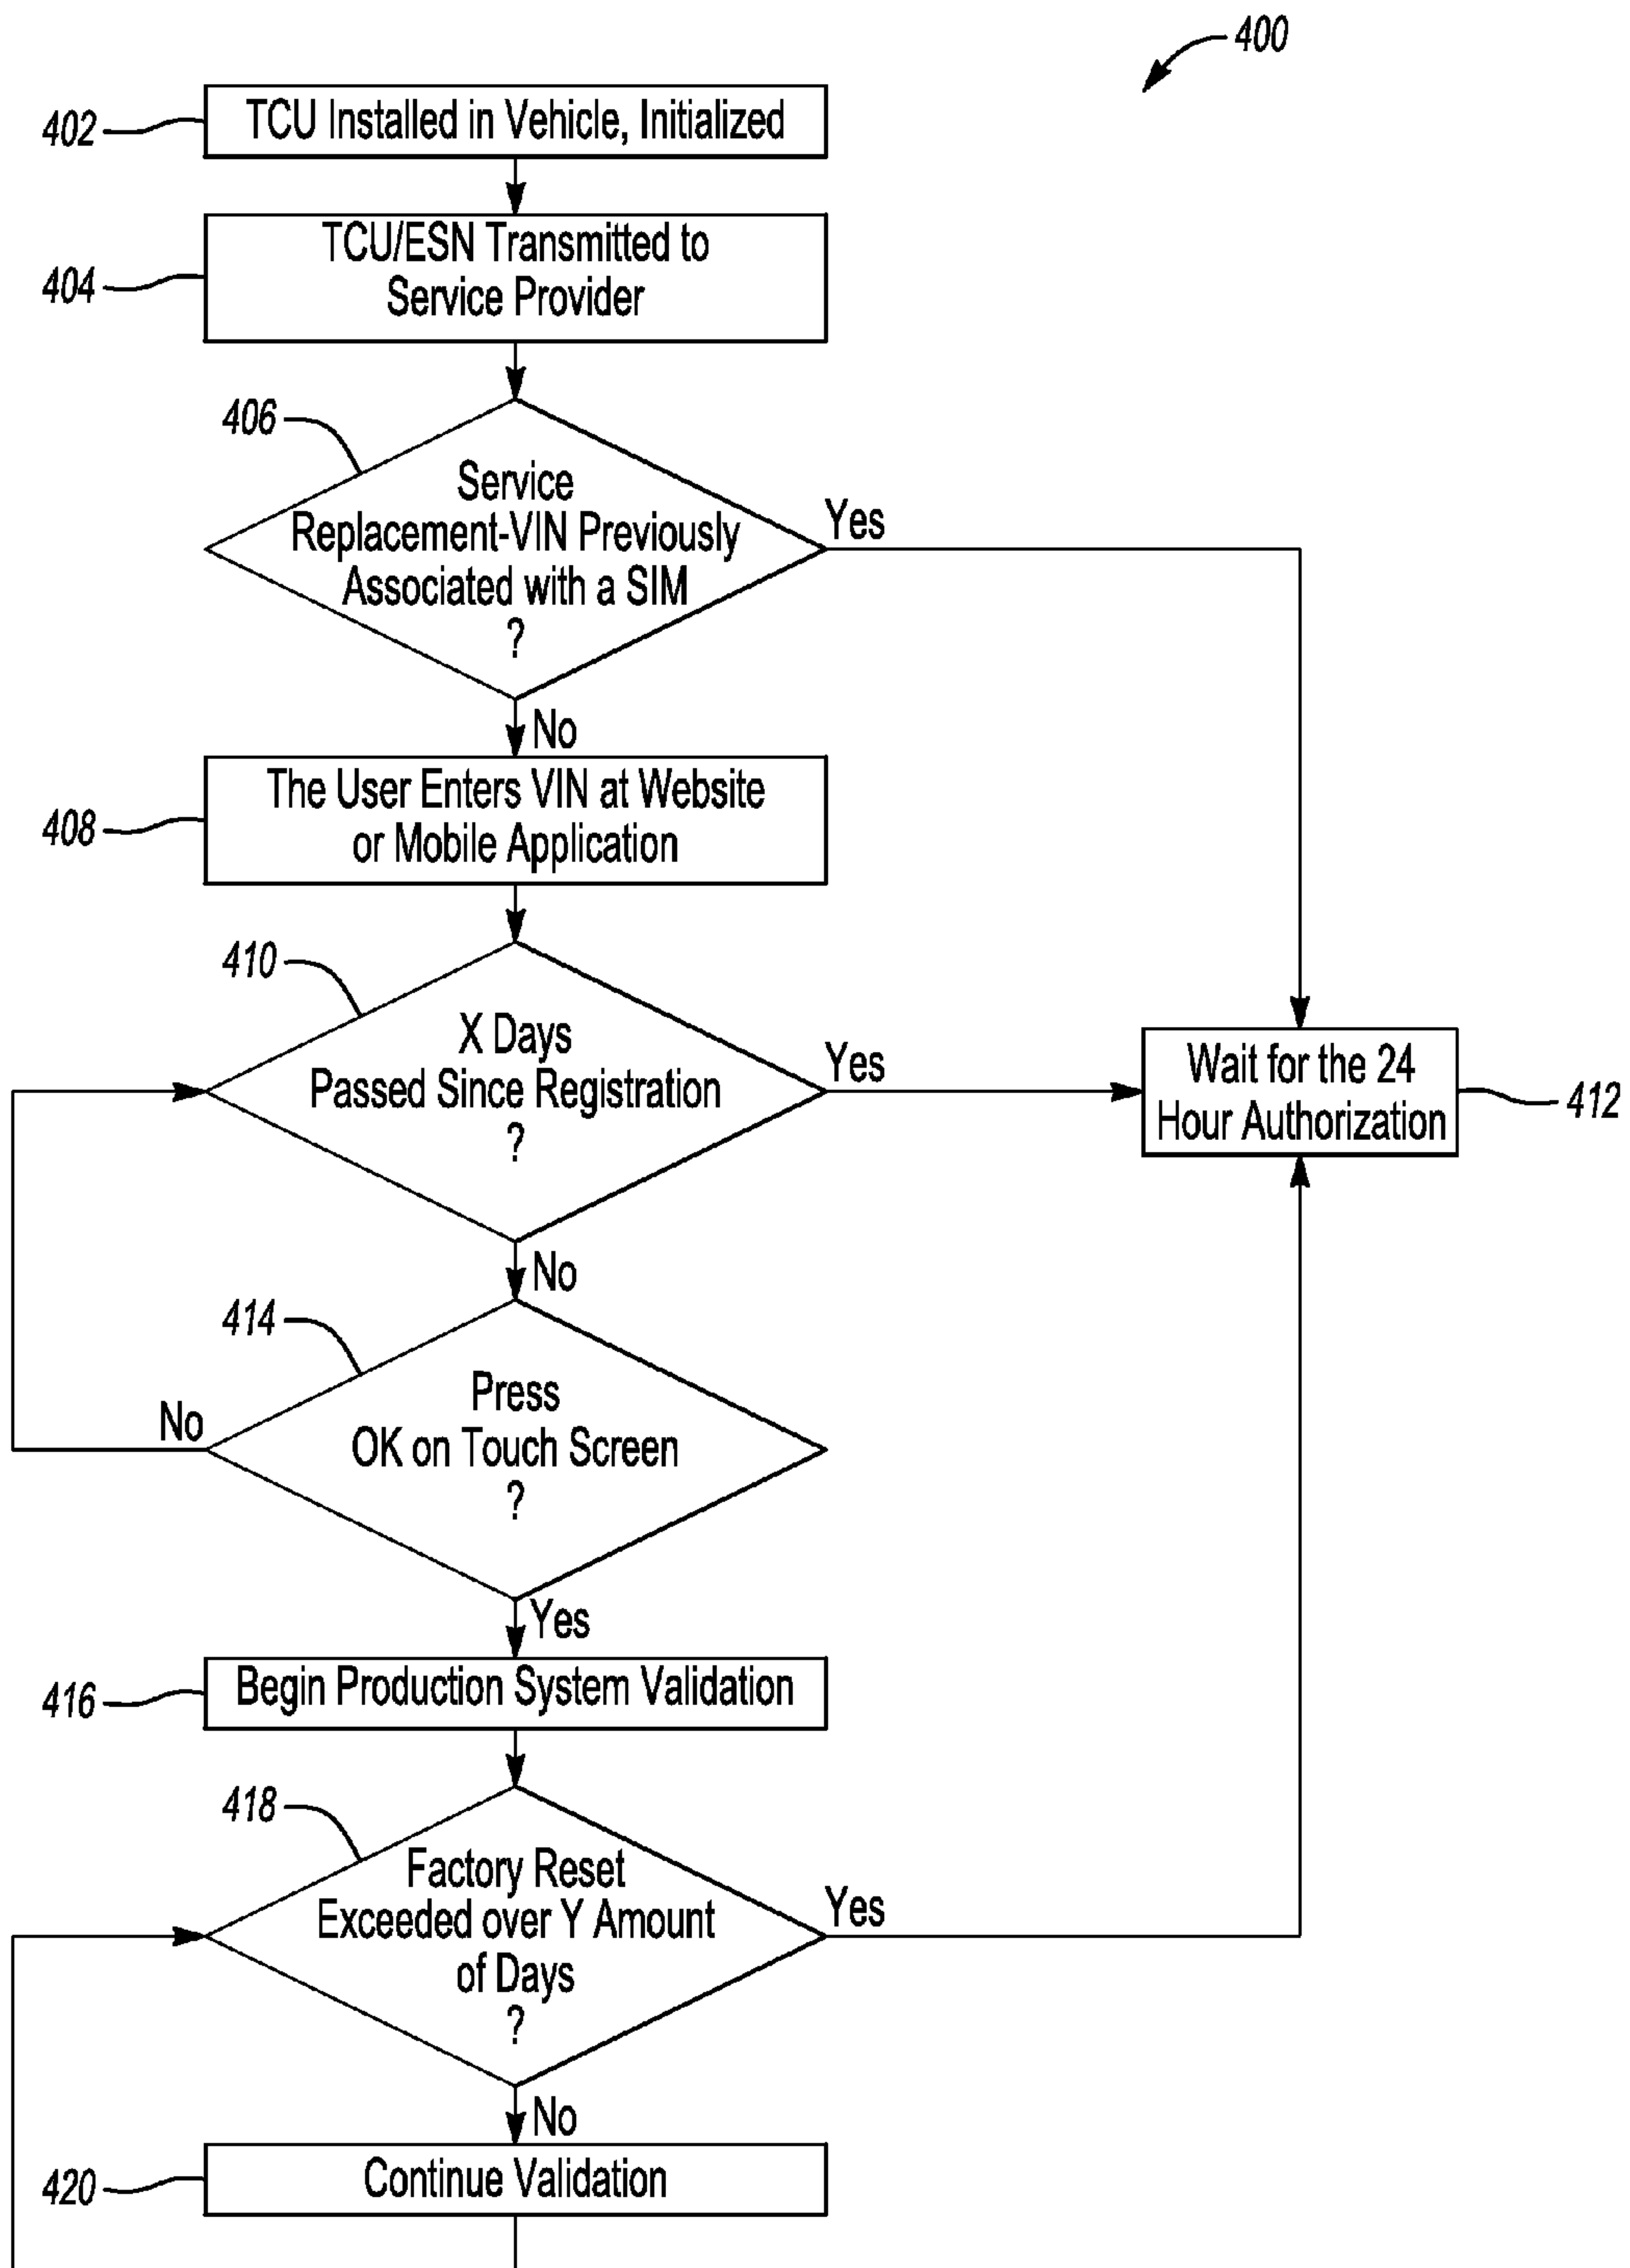 400
402
TCU Installed in Vehicle, Initialized
404
TCU/ESN Transmitted to
Service Provider
406
Service
Replacement-VIN Previously
Associated with a SIM
?
Yes
No
408
The User Enters VIN at Website
or Mobile Application
410
X Days
Passed Since Registration
?
Yes
Wait for the 24
Hour Authorization
412
No
414
Press
OK on Touch Screen
?
No
Yes
416
Begin Production System Validation
418
Factory Reset
Exceeded over Y Amount
of Days
?
Yes
No
420
Continue Validation